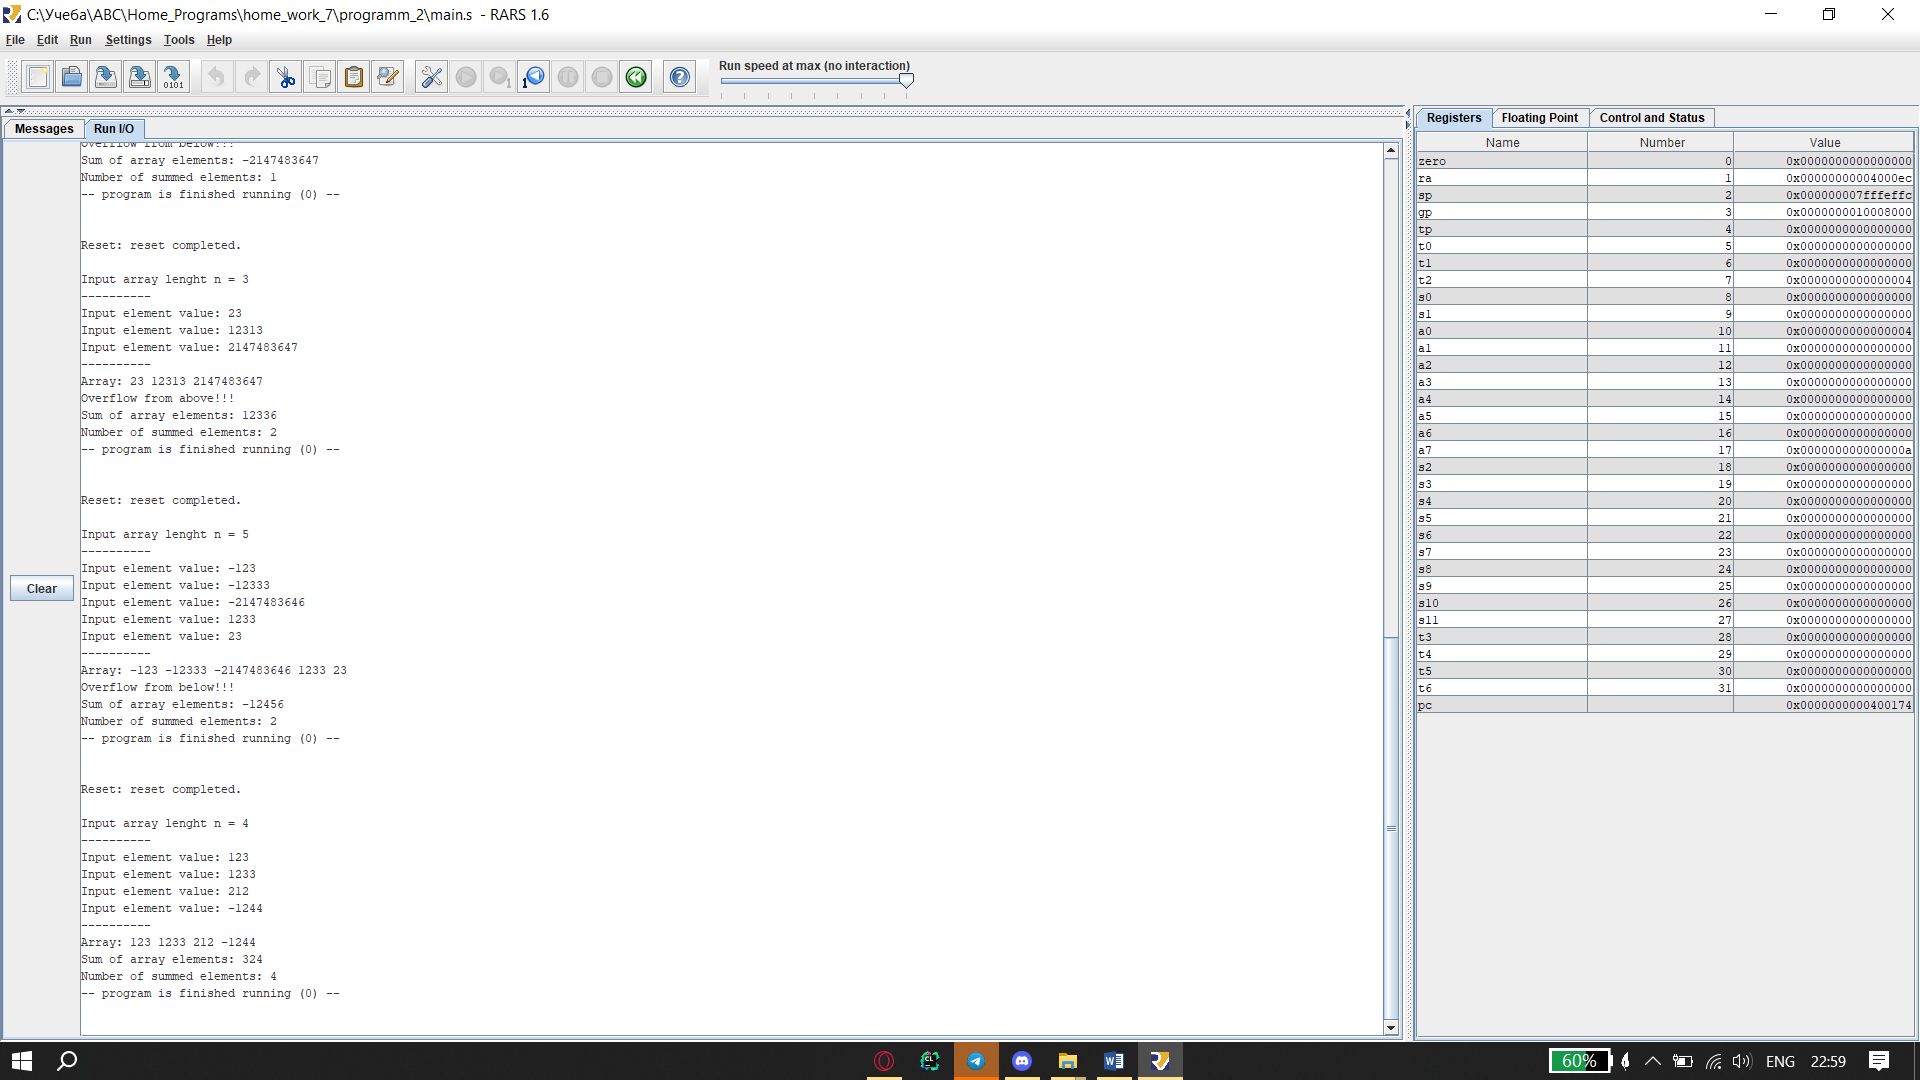 C:\Учеба\ABC\Home_Programs\home_work_7\programm_2\main.s - RARS 1.6
File Edit Run Settings Tools Help
Run speed at max (no interaction)
Messages Run I/O
Overflow from below!!!
Sum of array elements: -2147483647
Number of summed elements: 1
-- program is finished running (0) --
Reset: reset completed.
Input array lenght n = 3
----------
Input element value: 23
Input element value: 12313
Input element value: 2147483647
----------
Array: 23 12313 2147483647
Overflow from above!!!
Sum of array elements: 12336
Number of summed elements: 2
-- program is finished running (0) --
Reset: reset completed.
Input array lenght n = 5
----------
Input element value: -123
Input element value: -12333
Input element value: -2147483646
Input element value: 1233
Input element value: 23
----------
Array: -123 -12333 -2147483646 1233 23
Overflow from below!!!
Sum of array elements: -12456
Number of summed elements: 2
-- program is finished running (0) --
Reset: reset completed.
Input array lenght n = 4
----------
Input element value: 123
Input element value: 1233
Input element value: 212
Input element value: -1244
----------
Array: 123 1233 212 -1244
Sum of array elements: 324
Number of summed elements: 4
-- program is finished running (0) --
Clear
Registers Floating Point Control and Status
Name Number Value
zero 0 0x0000000000000000
ra 1 0x00000000004000ec
sp 2 0x000000007fffeffc
gp 3 0x0000000010008000
tp 4 0x0000000000000000
t0 5 0x0000000000000000
t1 6 0x0000000000000000
t2 7 0x0000000000000004
s0 8 0x0000000000000000
s1 9 0x0000000000000000
a0 10 0x0000000000000004
a1 11 0x0000000000000000
a2 12 0x0000000000000000
a3 13 0x0000000000000000
a4 14 0x0000000000000000
a5 15 0x0000000000000000
a6 16 0x0000000000000000
a7 17 0x000000000000000a
s2 18 0x0000000000000000
s3 19 0x0000000000000000
s4 20 0x0000000000000000
s5 21 0x0000000000000000
s6 22 0x0000000000000000
s7 23 0x0000000000000000
s8 24 0x0000000000000000
s9 25 0x0000000000000000
s10 26 0x0000000000000000
s11 27 0x0000000000000000
t3 28 0x0000000000000000
t4 29 0x0000000000000000
t5 30 0x0000000000000000
t6 31 0x0000000000000000
pc 0x0000000000400174
60% ENG 22:59